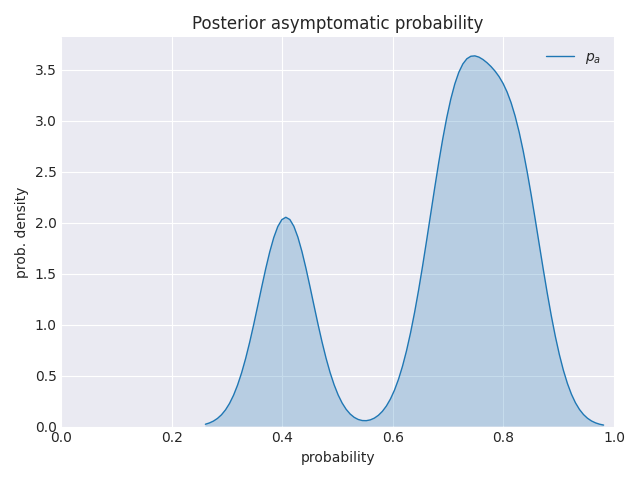 Posterior asymptomatic probability
pₐ
prob. density
3.5
3.0
2.5
2.0
1.5
1.0
0.5
0.0
0.0 0.2 0.4 0.6 0.8 1.0
probability